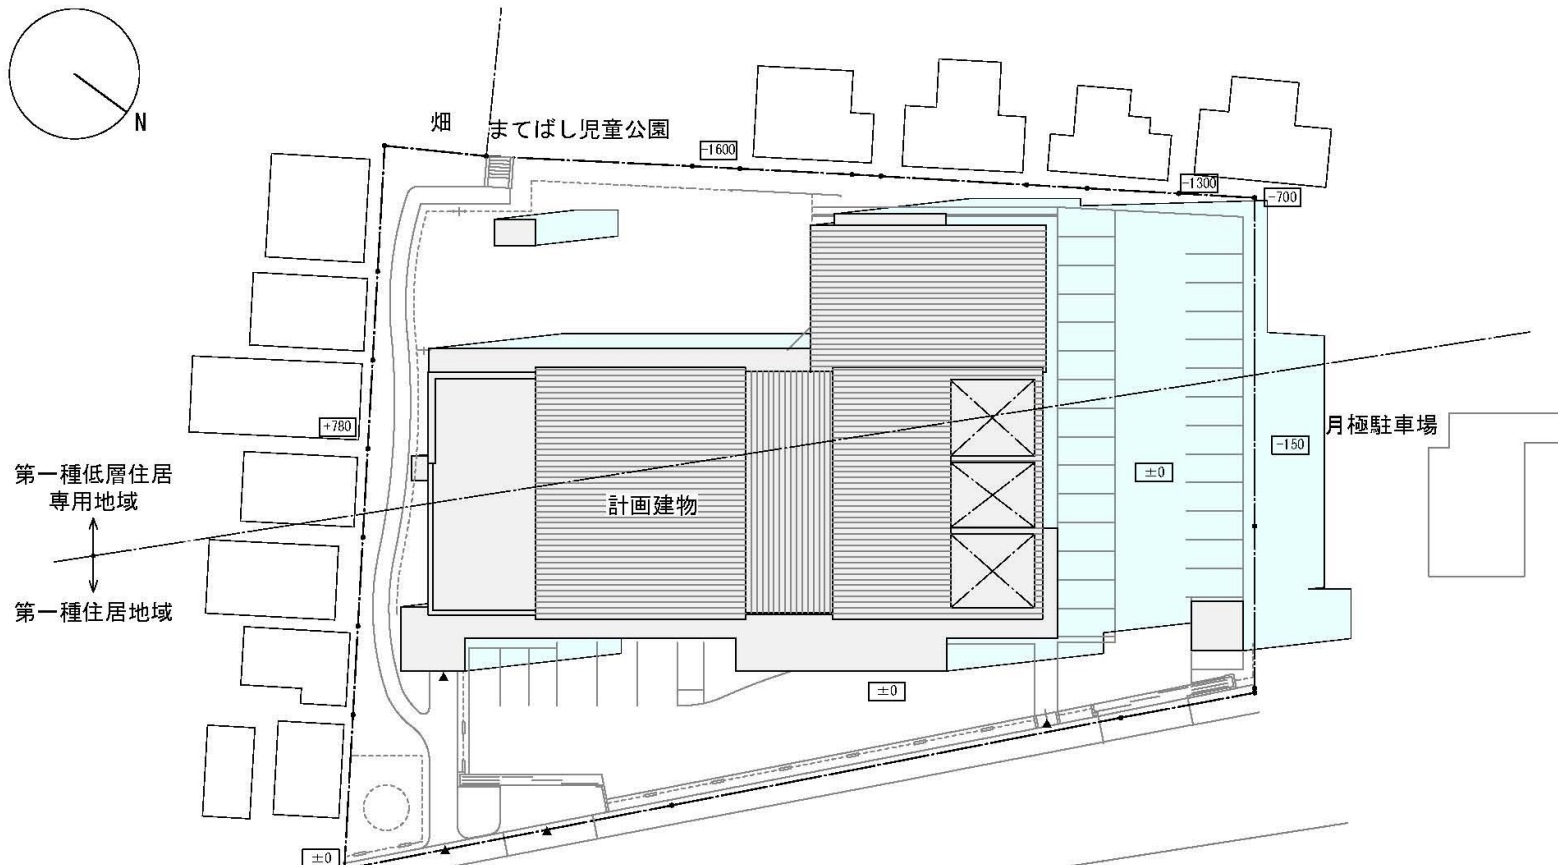 N
畑
まてばし児童公園
-1600
-1300
-700
+780
月極駐車場
-150
±0
第一種低層住居
専用地域
計画建物
第一種住居地域
±0
±0